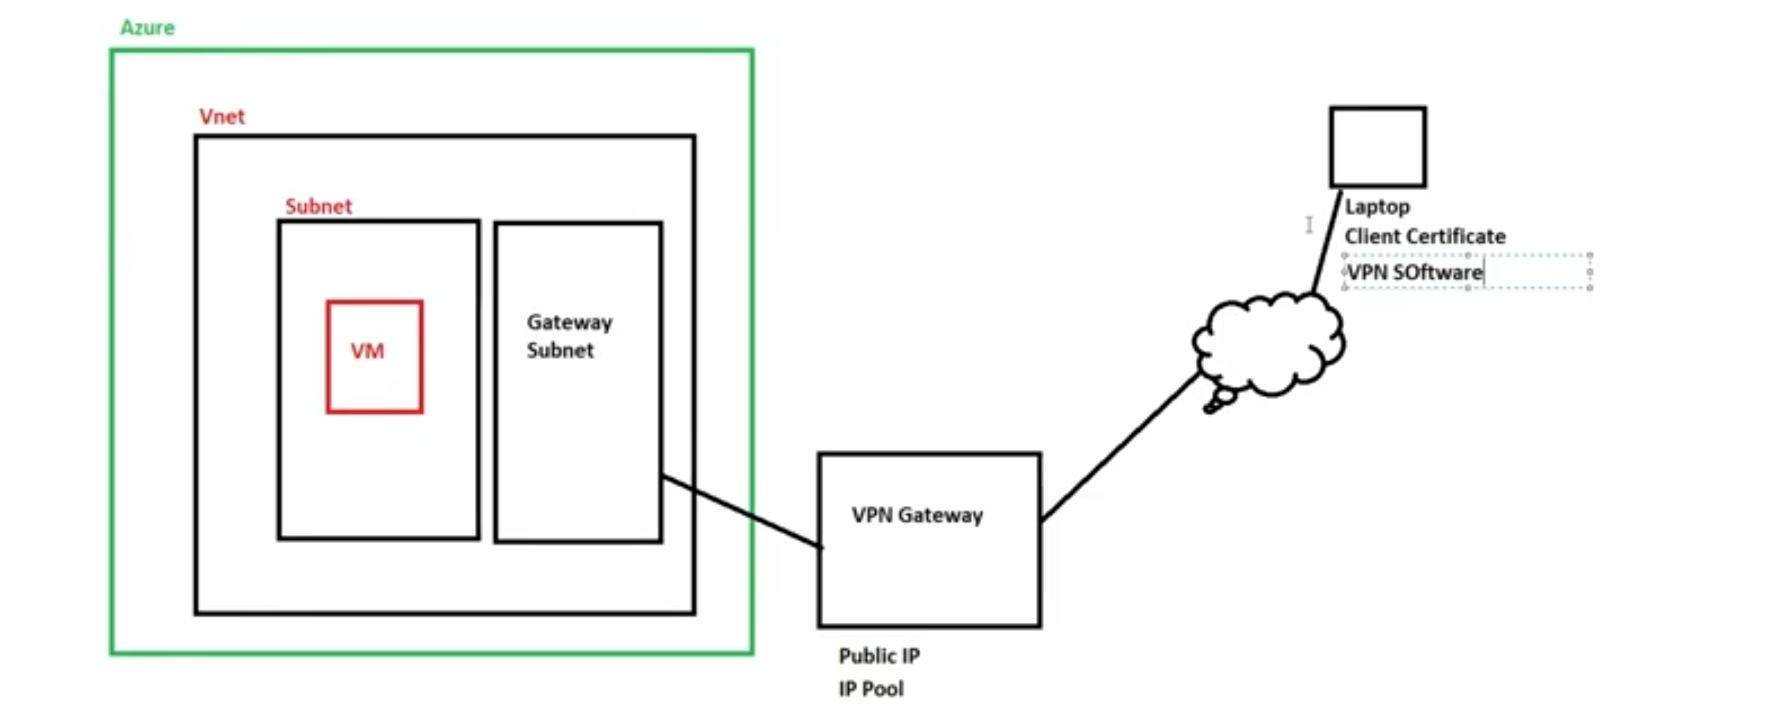 Azure
Vnet
Subnet
VM
Gateway
Subnet
VPN Gateway
Public IP
IP Pool
Laptop
Client Certificate
VPN SOftware